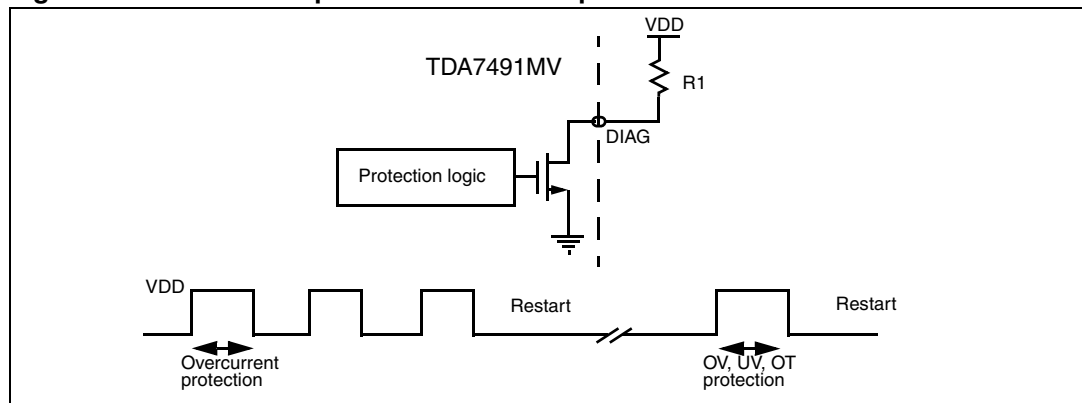 VDD
TDA7491MV
R1
DIAG
Protection logic
VDD
Restart
Restart
Overcurrent
protection
OV, UV, OT
protection